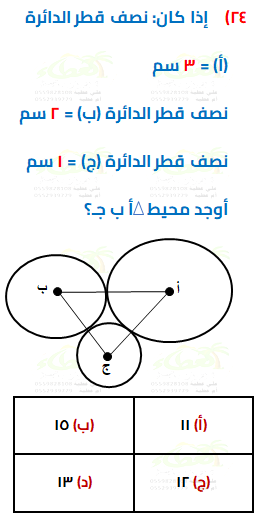 ٢٤) إذا كان: نصف قطر الدائرة
(أ) = ٣ سم
نصف قطر الدائرة (ب) = ٢ سم
نصف قطر الدائرة (ج) = ١ سم
أوجد محيط △أ ب جـ؟
أ
ب
ج
(أ) ١١
(ب) ١٥
(ج) ١٢
(د) ١٣